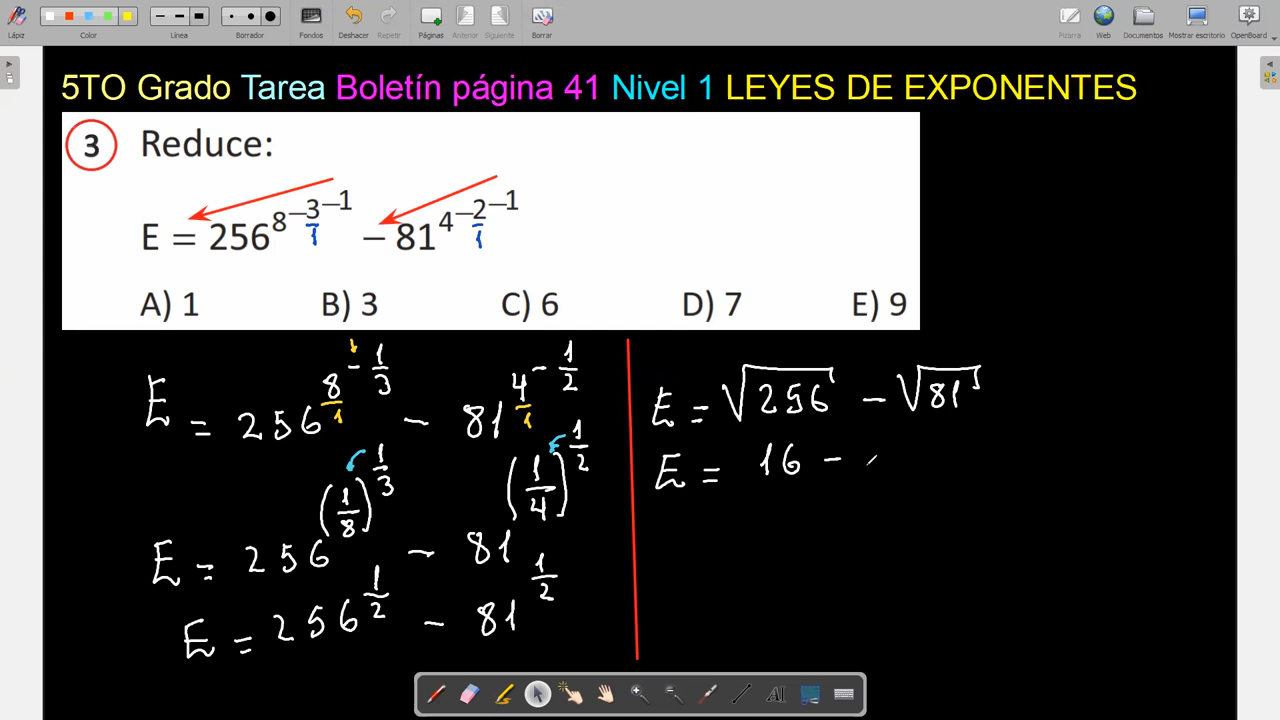 Lápiz Color Línea Borrador Fondos Deshacer Repetir Páginas Anterior Siguiente Borrar Pizarra Web Documentos Mostrar escritorio OpenBoard
5TO Grado Tarea Boletín página 41 Nivel 1 LEYES DE EXPONENTES
3 Reduce:
E = 256^8^−3/1^−1 − 81^4^−2/1^−1
A) 1 B) 3 C) 6 D) 7 E) 9
E = 256^8/1^−1/3 − 81^4/1^−1/2
E = 256^(1/8)^1/3 − 81^(1/4)^1/2
E = 256^1/2 − 81^1/2
E = √256 − √81
E = 16 −
AI